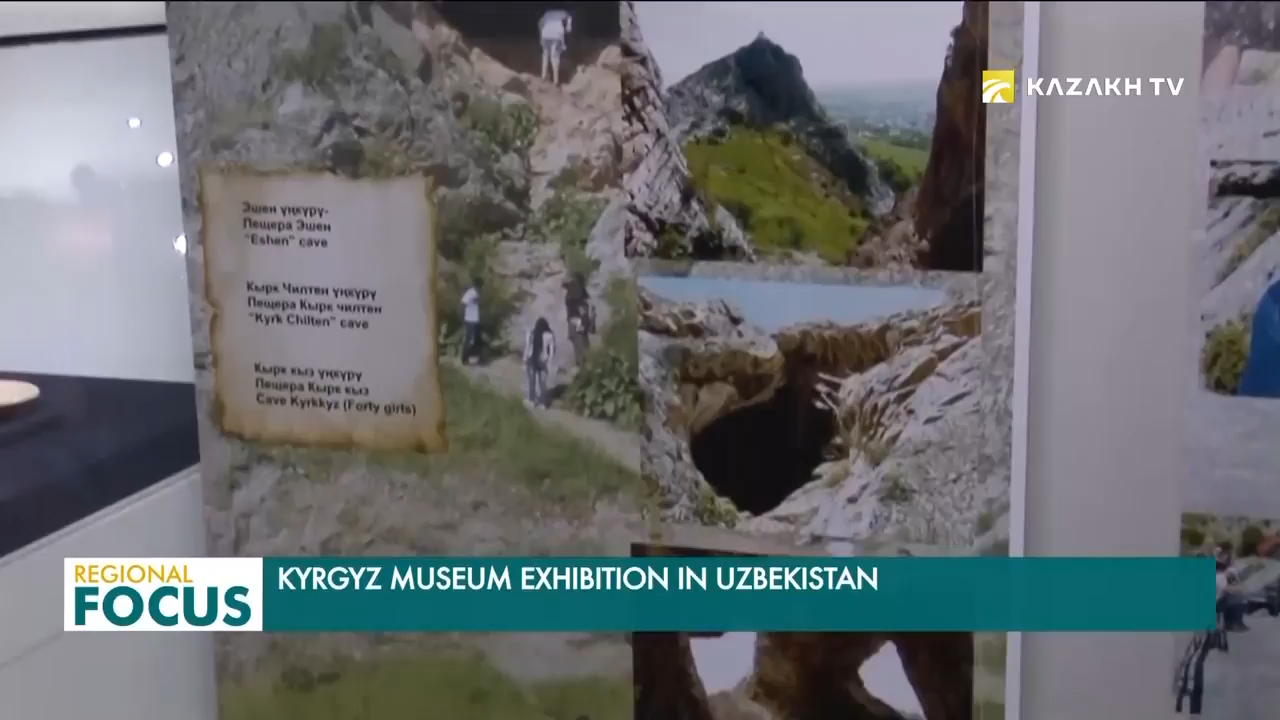 KAZAKH TV
Эшен үңкүрү-
Пещера Эшен
"Eshen" cave
Кырк Чилтен үңкүрү
Пещера Кырк чилтен
"Kyrk Chilten" cave
Кырк кыз үңкүрү
Пещера Кырк кыз
Cave Kyrkkyz (Forty girls)
REGIONAL
FOCUS
KYRGYZ MUSEUM EXHIBITION IN UZBEKISTAN